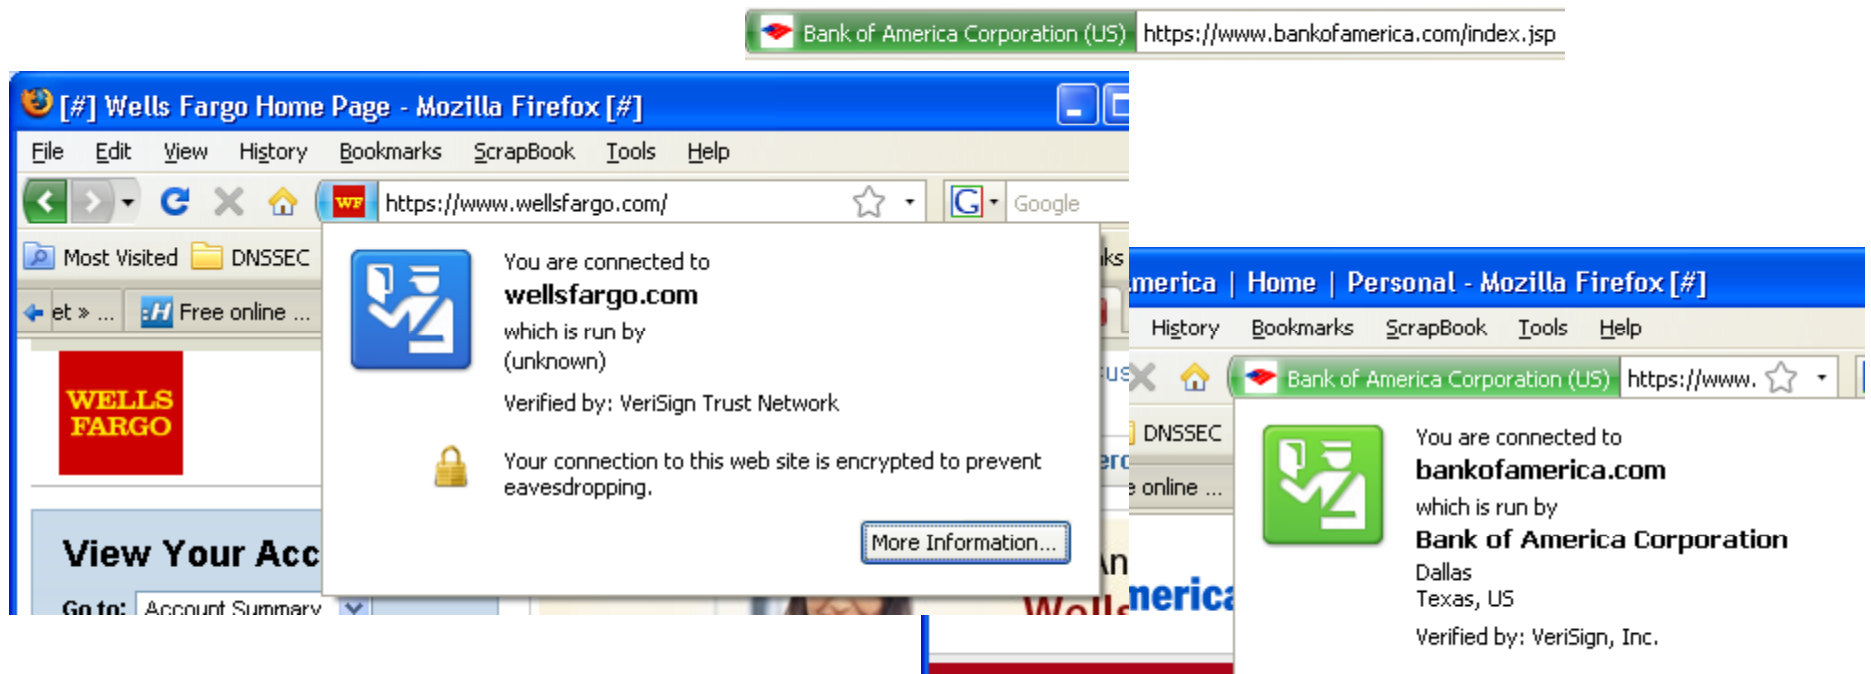 Bank of America Corporation (US) https://www.bankofamerica.com/index.jsp
[#] Wells Fargo Home Page - Mozilla Firefox [#]
File Edit View History Bookmarks ScrapBook Tools Help
WF https://www.wellsfargo.com/ G Google
Most Visited DNSSEC
et » ... :H Free online ...
WELLS
FARGO
View Your Acc
Go to: Account Summary
You are connected to
wellsfargo.com
which is run by
(unknown)
Verified by: VeriSign Trust Network
Your connection to this web site is encrypted to prevent
eavesdropping.
More Information...
ks
us
erc
An
Wells
merica | Home | Personal - Mozilla Firefox [#]
History Bookmarks ScrapBook Tools Help
Bank of America Corporation (US) https://www.
DNSSEC
e online ...
merica
You are connected to
bankofamerica.com
which is run by
Bank of America Corporation
Dallas
Texas, US
Verified by: VeriSign, Inc.